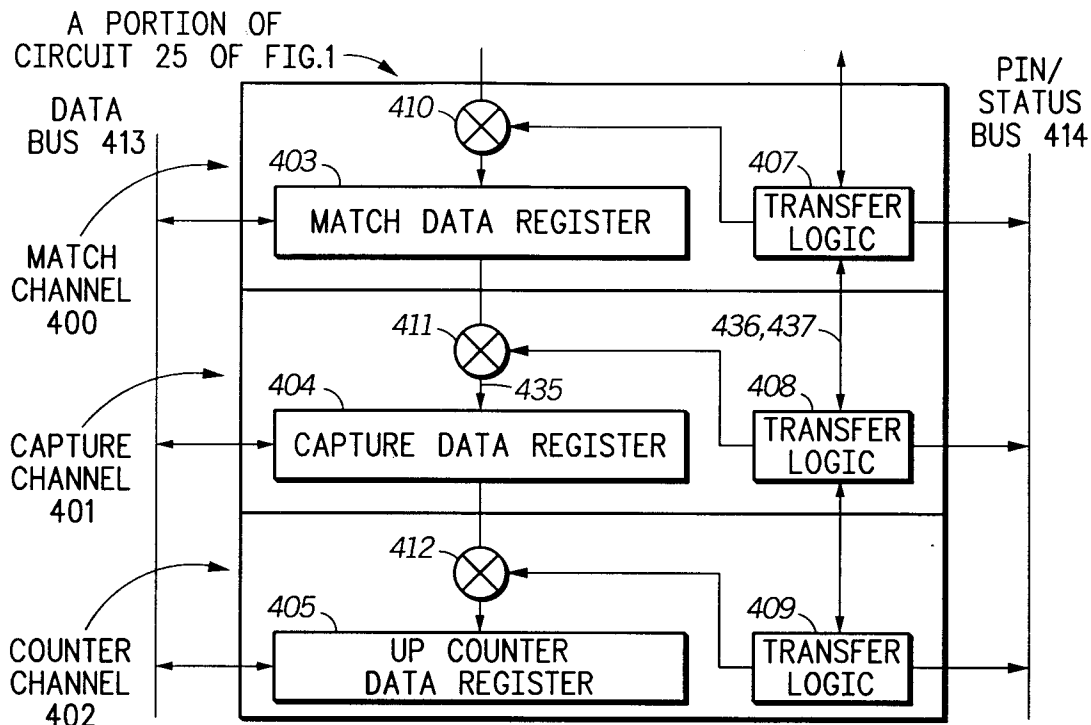 A PORTION OF
CIRCUIT 25 OF FIG.1
DATA
BUS 413
PIN/
STATUS
BUS 414
410
403
MATCH DATA REGISTER
407
TRANSFER
LOGIC
MATCH
CHANNEL
400
411
436,437
435
404
CAPTURE DATA REGISTER
408
TRANSFER
LOGIC
CAPTURE
CHANNEL
401
412
405
UP COUNTER
DATA REGISTER
409
TRANSFER
LOGIC
COUNTER
CHANNEL
402